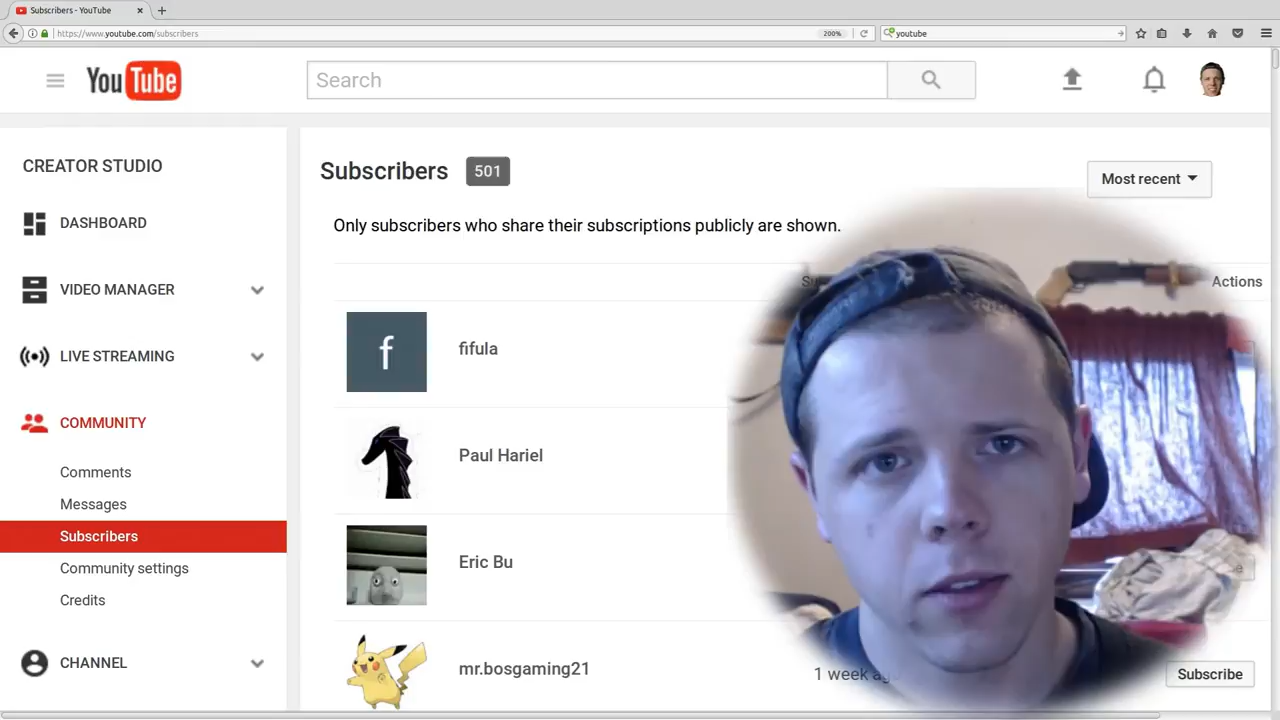 Subscribers - YouTube
https://www.youtube.com/subscribers
200%
youtube
YouTube
Search
CREATOR STUDIO
DASHBOARD
VIDEO MANAGER
LIVE STREAMING
COMMUNITY
Comments
Messages
Subscribers
Community settings
Credits
CHANNEL
Subscribers 501
Most recent
Only subscribers who share their subscriptions publicly are shown.
Actions
f
fifula
Paul Hariel
Eric Bu
mr.bosgaming21
1 week ago
Subscribe